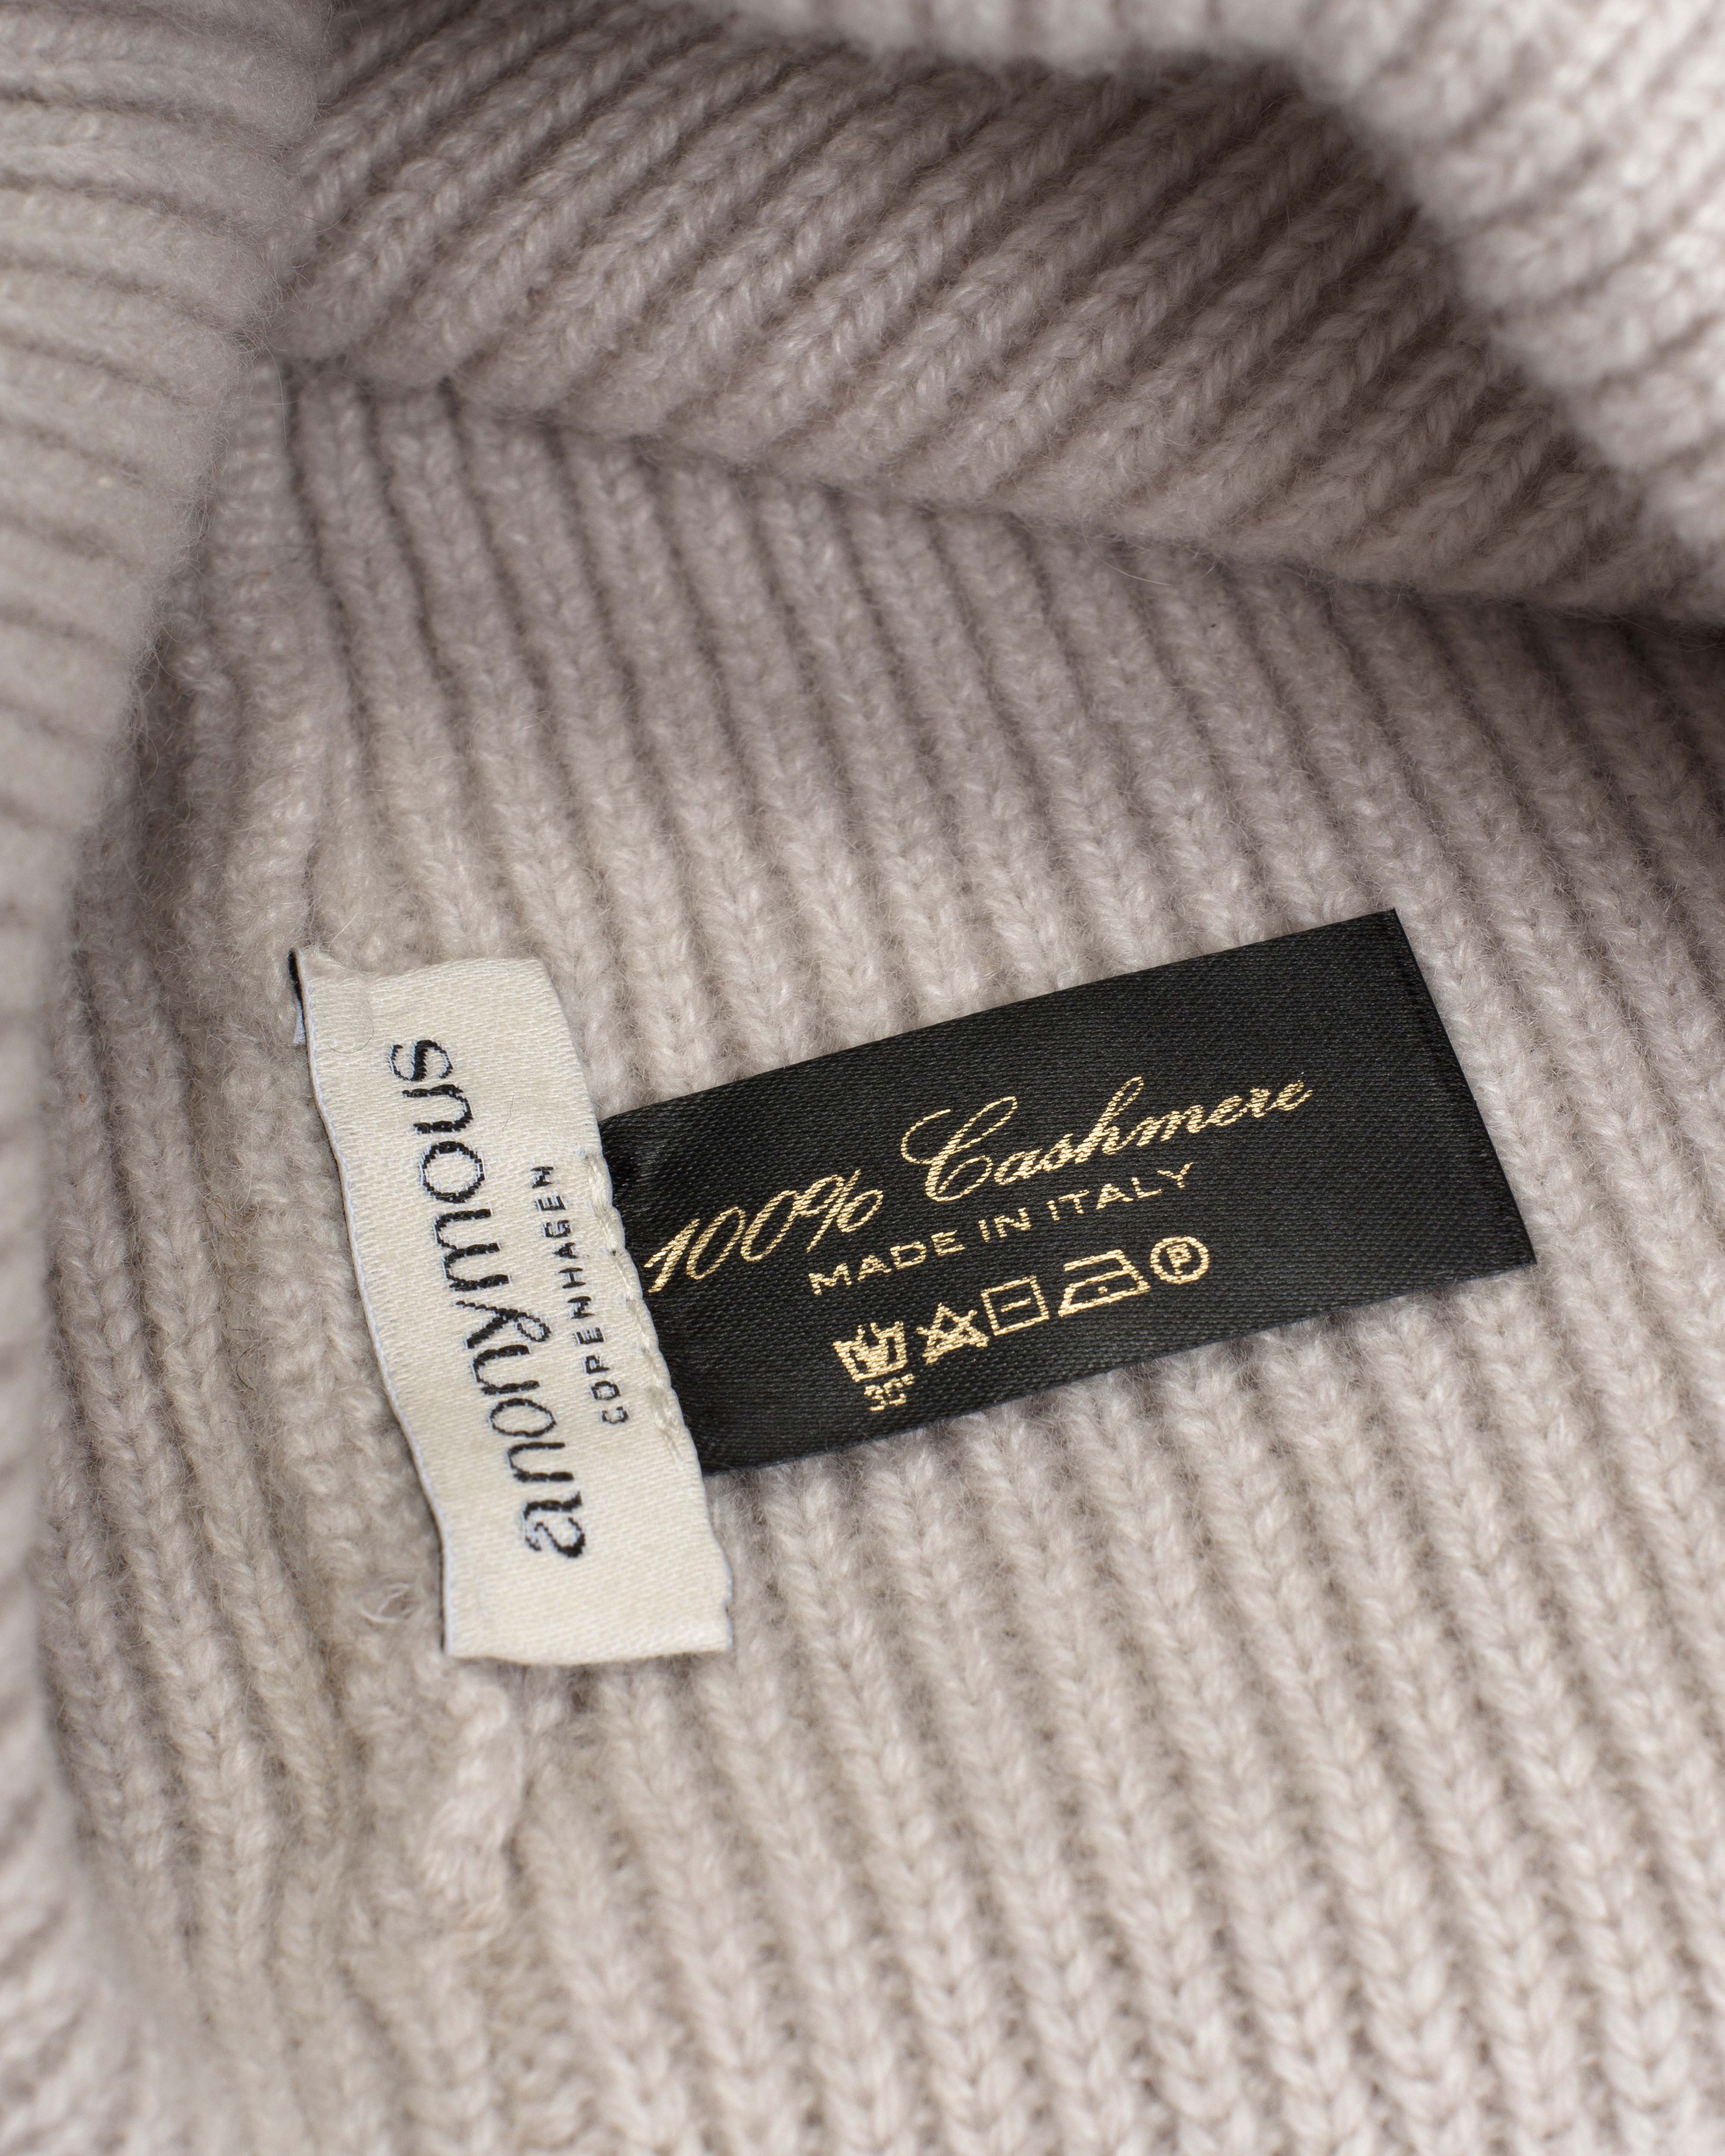 anonymous
COPENHAGEN
100% Cashmere
MADE IN ITALY
P
30°